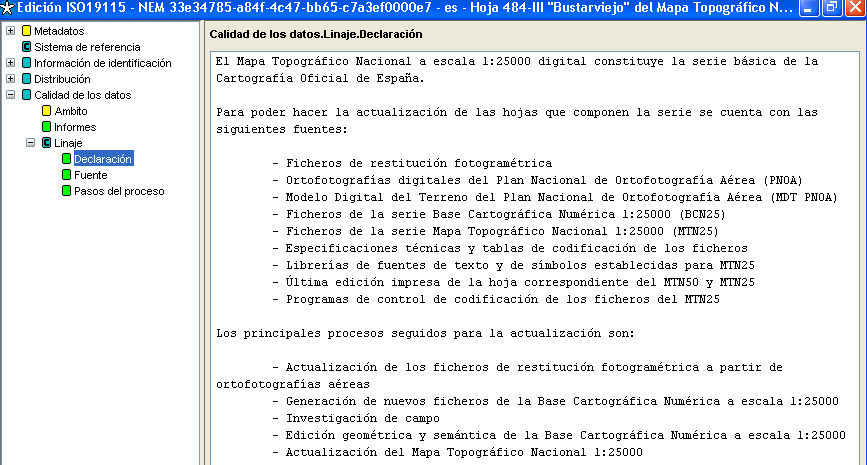 Edición ISO19115 - NEM 33e34785-a84f-4c47-bb65-c7a3ef0000e7 - es - Hoja 484-III "Bustarviejo" del Mapa Topográfico N...
Metadatos
Sistema de referencia
Información de identificación
Distribución
Calidad de los datos
Ambito
Informes
Linaje
Declaración
Fuente
Pasos del proceso
Calidad de los datos.Linaje.Declaración
El Mapa Topográfico Nacional a escala 1:25000 digital constituye la serie básica de la
Cartografía Oficial de España.
Para poder hacer la actualización de las hojas que componen la serie se cuenta con las
siguientes fuentes:
- Ficheros de restitución fotogramétrica
- Ortofotografías digitales del Plan Nacional de Ortofotografía Aérea (PNOA)
- Modelo Digital del Terreno del Plan Nacional de Ortofotografía Aérea (MDT PNOA)
- Ficheros de la serie Base Cartográfica Numérica 1:25000 (BCN25)
- Ficheros de la serie Mapa Topográfico Nacional 1:25000 (MTN25)
- Especificaciones técnicas y tablas de codificación de los ficheros
- Librerías de fuentes de texto y de símbolos establecidas para MTN25
- Última edición impresa de la hoja correspondiente del MTN50 y MTN25
- Programas de control de codificación de los ficheros del MTN25
Los principales procesos seguidos para la actualización son:
- Actualización de los ficheros de restitución fotogramétrica a partir de
ortofotografías aéreas
- Generación de nuevos ficheros de la Base Cartográfica Numérica a escala 1:25000
- Investigación de campo
- Edición geométrica y semántica de la Base Cartográfica Numérica a escala 1:25000
- Actualización del Mapa Topográfico Nacional 1:25000